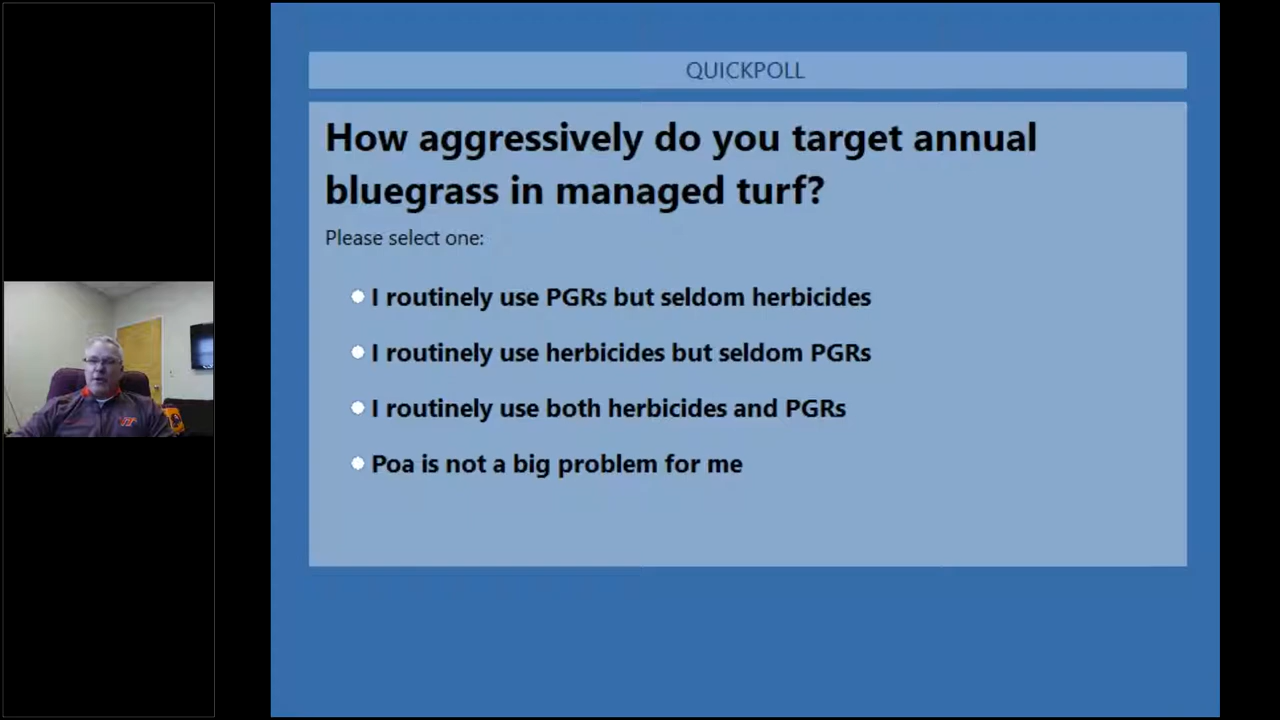 QUICKPOLL
How aggressively do you target annual
bluegrass in managed turf?
Please select one:
I routinely use PGRs but seldom herbicides
I routinely use herbicides but seldom PGRs
I routinely use both herbicides and PGRs
Poa is not a big problem for me
VT